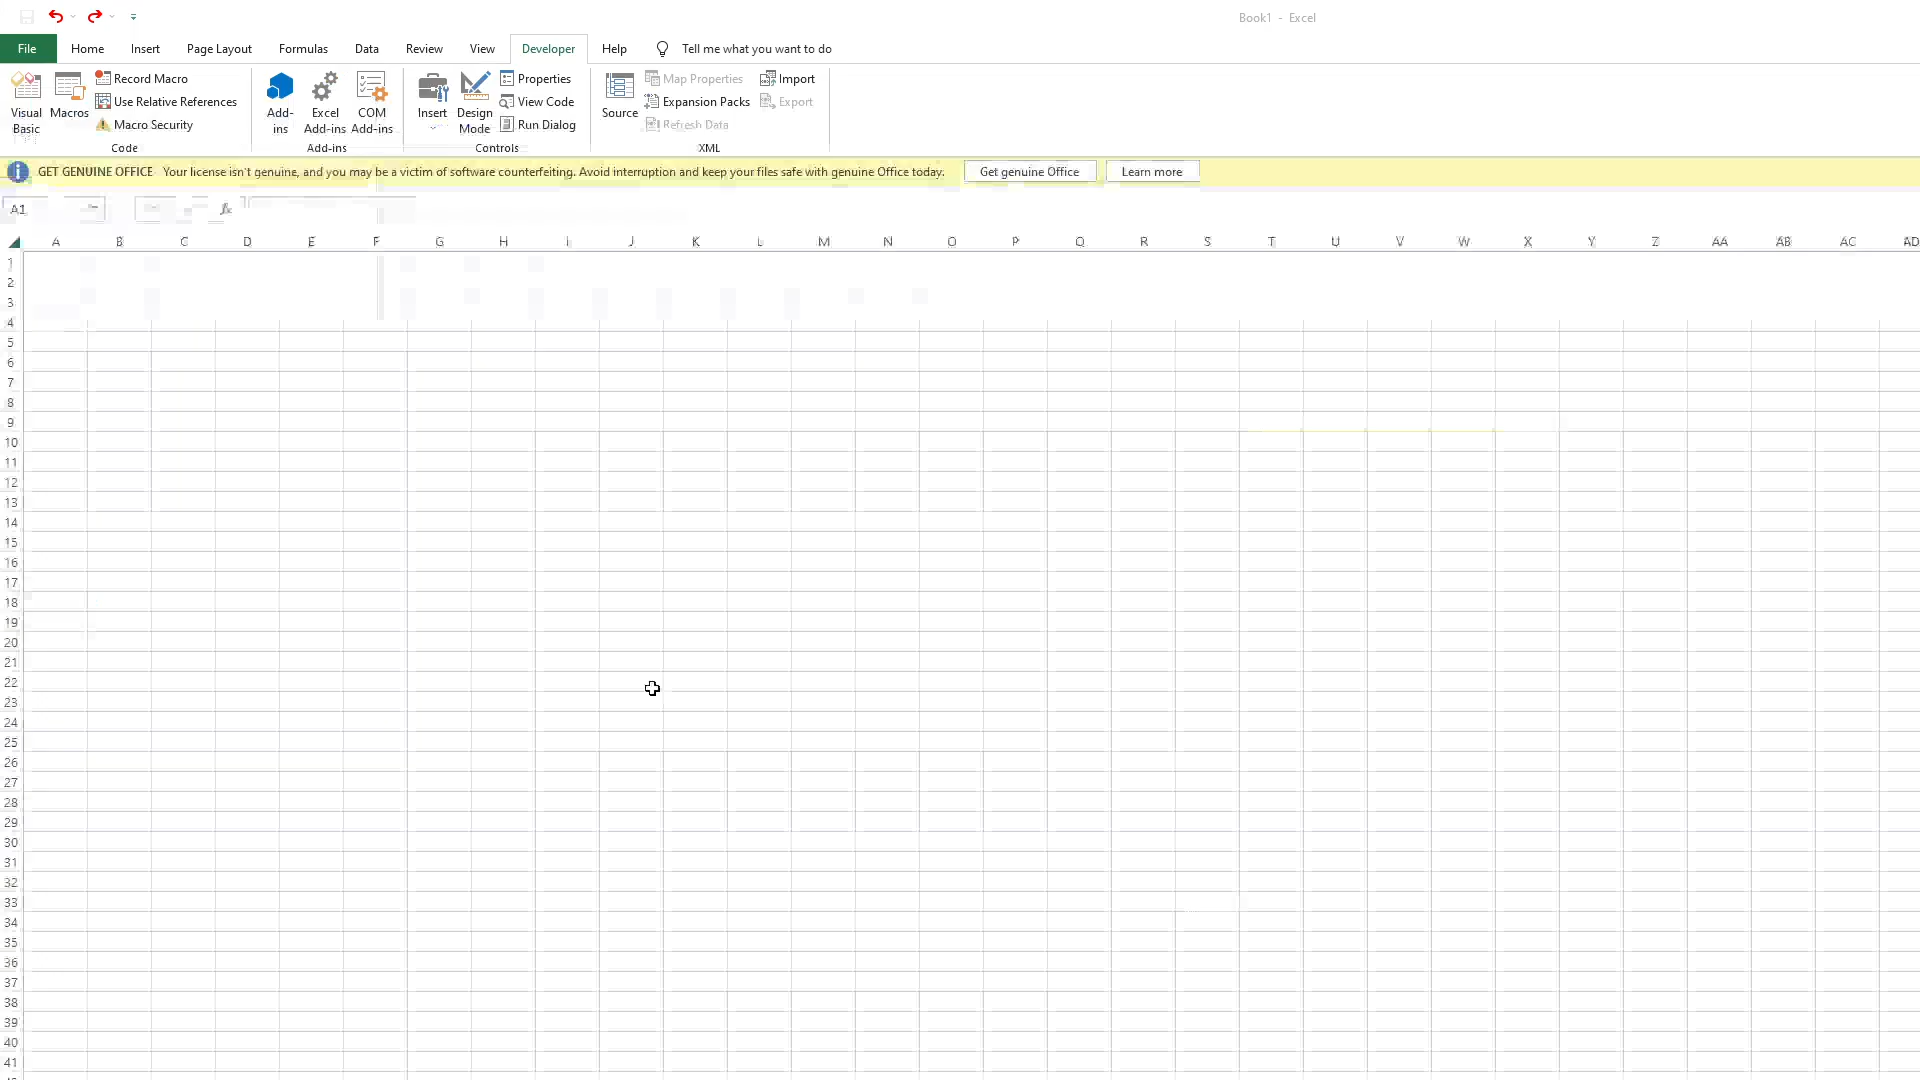 Book1 - Excel
File Home Insert Page Layout Formulas Data Review View Developer Help Tell me what you want to do
Visual Basic
Macros
Record Macro
Use Relative References
Macro Security
Code
Add-ins
Excel Add-ins
COM Add-ins
Add-ins
Insert
Design Mode
Properties
View Code
Run Dialog
Controls
Source
Map Properties
Expansion Packs
Refresh Data
Import
Export
XML
GET GENUINE OFFICE Your license isn't genuine, and you may be a victim of software counterfeiting. Avoid interruption and keep your files safe with genuine Office today. Get genuine Office Learn more
A1 fx
A B C D E F G H I J K L M N O P Q R S T U V W X Y Z AA AB AC AD
1
2
3
4
5
6
7
8
9
10
11
12
13
14
15
16
17
18
19
20
21
22
23
24
25
26
27
28
29
30
31
32
33
34
35
36
37
38
39
40
41